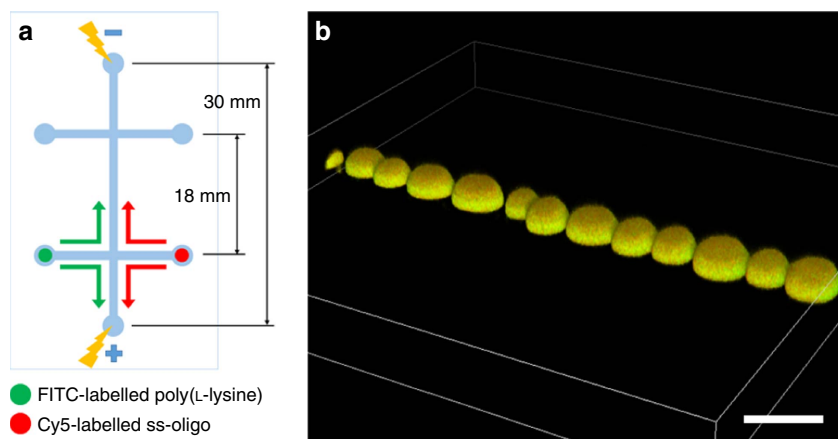 a
−
30 mm
18 mm
+
FITC-labelled poly(L-lysine)
Cy5-labelled ss-oligo
b